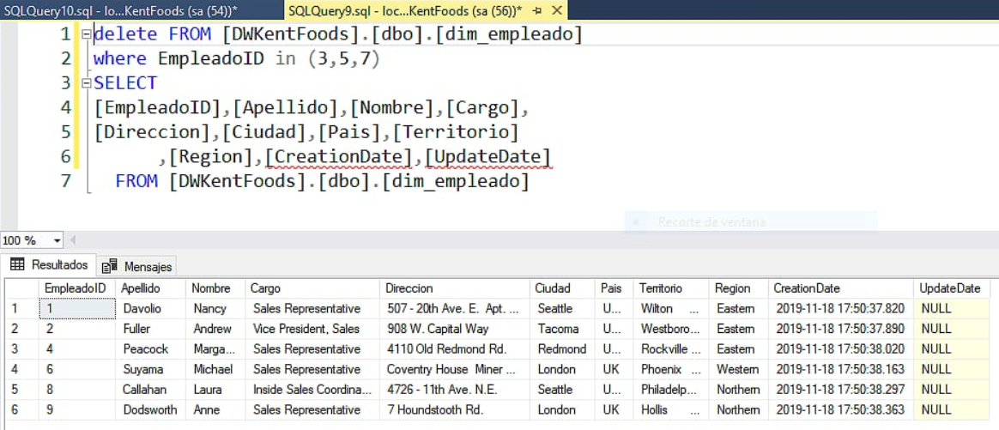 SQLQuery10.sql - lo...KentFoods (sa (54))* SQLQuery9.sql - loc...KentFoods (sa (56))*
1 delete FROM [DWKentFoods].[dbo].[dim_empleado]
2 where EmpleadoID in (3,5,7)
3 SELECT
4 [EmpleadoID],[Apellido],[Nombre],[Cargo],
5 [Direccion],[Ciudad],[Pais],[Territorio]
6 ,[Region],[CreationDate],[UpdateDate]
7 FROM [DWKentFoods].[dbo].[dim_empleado]
Recorte de ventana
100 %
Resultados Mensajes
EmpleadoID Apellido Nombre Cargo Direccion Ciudad Pais Territorio Region CreationDate UpdateDate
1 1 Davolio Nancy Sales Representative 507 - 20th Ave. E. Apt. ... Seattle U... Wilton ... Eastern 2019-11-18 17:50:37.820 NULL
2 2 Fuller Andrew Vice President, Sales 908 W. Capital Way Tacoma U... Westboro... Eastern 2019-11-18 17:50:37.890 NULL
3 4 Peacock Marga... Sales Representative 4110 Old Redmond Rd. Redmond U... Rockville ... Eastern 2019-11-18 17:50:38.020 NULL
4 6 Suyama Michael Sales Representative Coventry House Miner ... London UK Phoenix ... Western 2019-11-18 17:50:38.163 NULL
5 8 Callahan Laura Inside Sales Coordina... 4726 - 11th Ave. N.E. Seattle U... Philadelp... Northern 2019-11-18 17:50:38.297 NULL
6 9 Dodsworth Anne Sales Representative 7 Houndstooth Rd. London UK Hollis ... Northern 2019-11-18 17:50:38.363 NULL